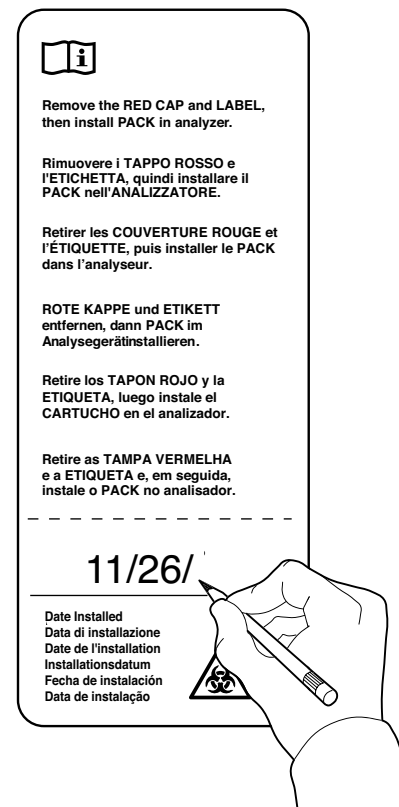 i
Remove the RED CAP and LABEL,
then install PACK in analyzer.
Rimuovere i TAPPO ROSSO e
l'ETICHETTA, quindi installare il
PACK nell'ANALIZZATORE.
Retirer les COUVERTURE ROUGE et
l'ÉTIQUETTE, puis installer le PACK
dans l'analyseur.
ROTE KAPPE und ETIKETT
entfernen, dann PACK im
Analysegerätinstallieren.
Retire los TAPON ROJO y la
ETIQUETA, luego instale el
CARTUCHO en el analizador.
Retire as TAMPA VERMELHA
e a ETIQUETA e, em seguida,
instale o PACK no analisador.
11/26/
Date Installed
Data di installazione
Date de l'installation
Installationsdatum
Fecha de instalación
Data de instalação